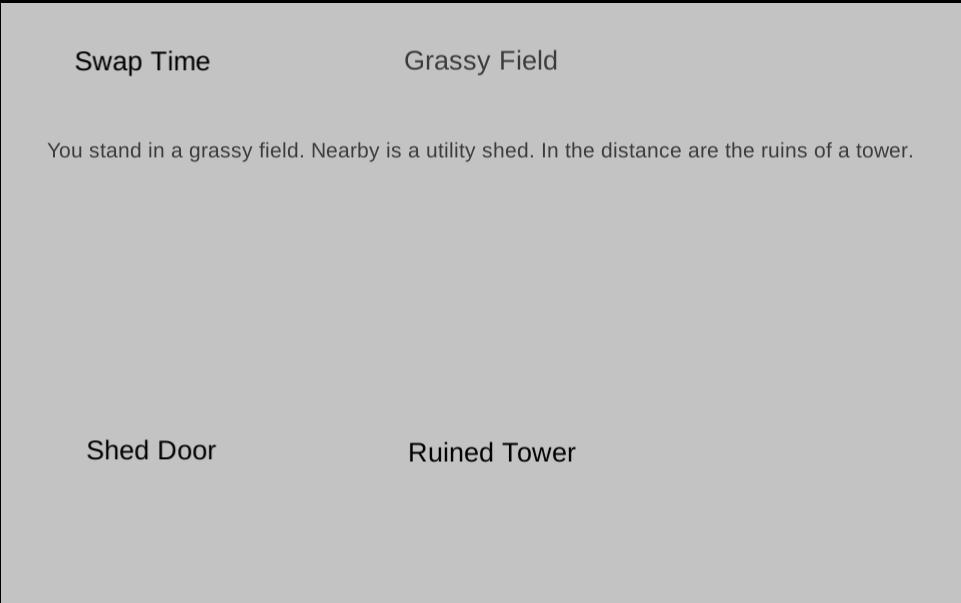 Swap Time
Grassy Field
You stand in a grassy field. Nearby is a utility shed. In the distance are the ruins of a tower.
Shed Door
Ruined Tower